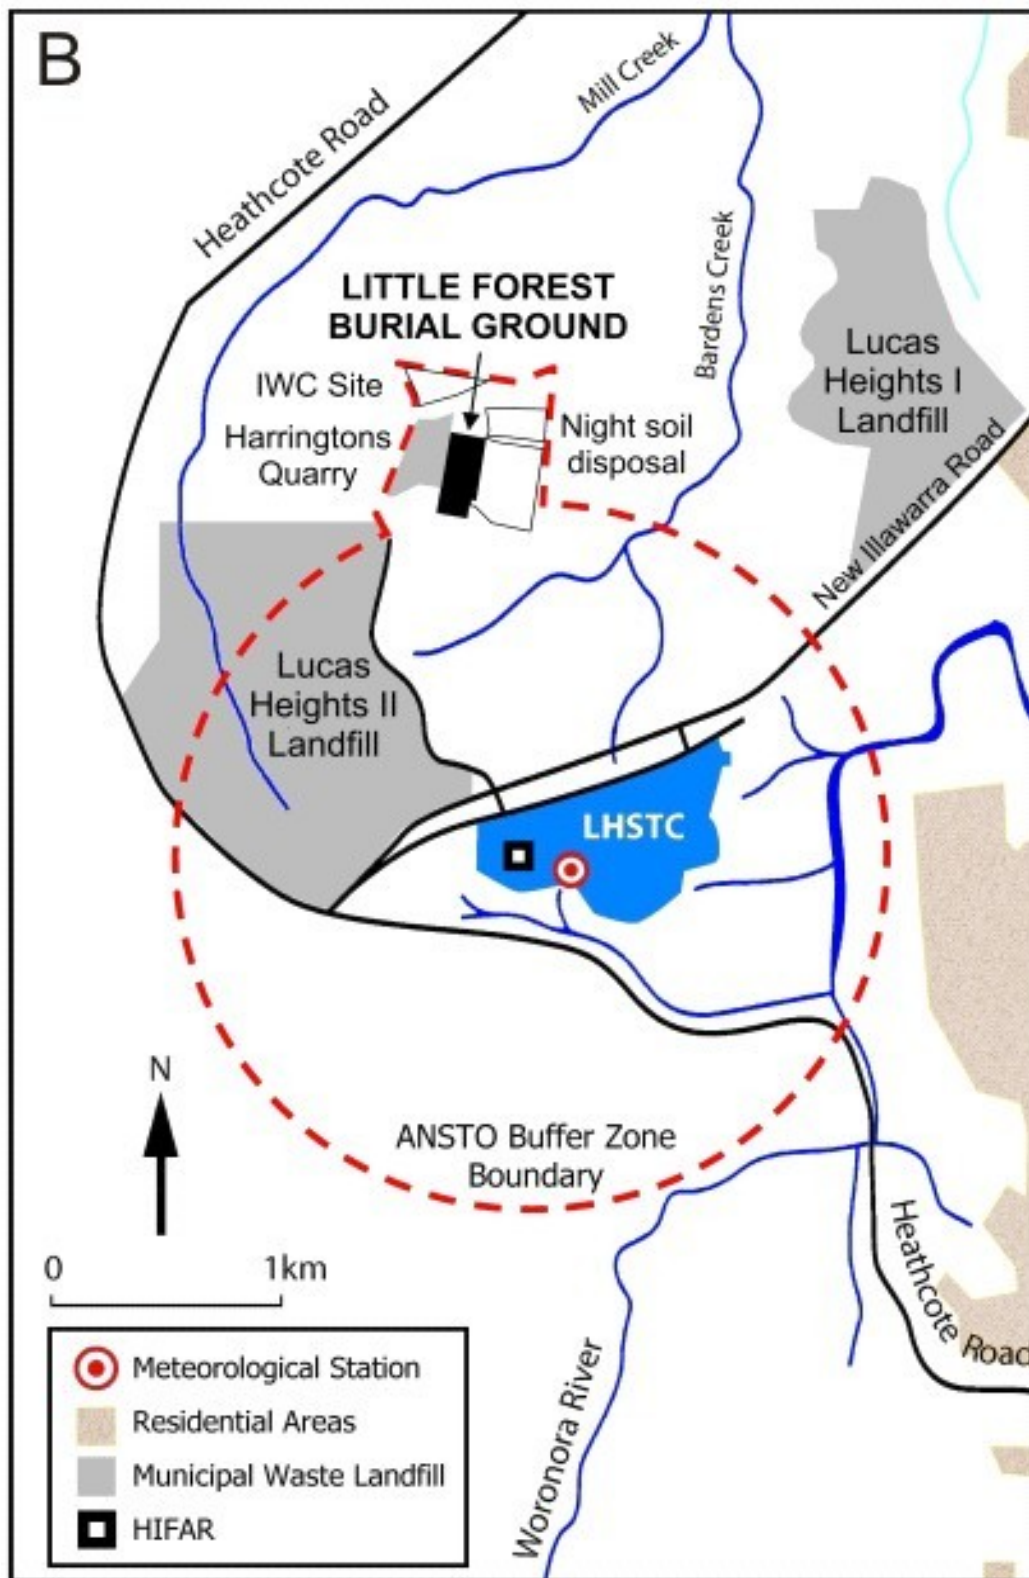 B
Heathcote Road
Mill Creek
Bardens Creek
LITTLE FOREST
BURIAL GROUND
IWC Site
Harringtons
Quarry
Night soil
disposal
Lucas
Heights I
Landfill
New Illawarra Road
Lucas
Heights II
Landfill
LHSTC
N
ANSTO Buffer Zone
Boundary
0 1km
Heathcote Road
Woronora River
Meteorological Station
Residential Areas
Municipal Waste Landfill
HIFAR